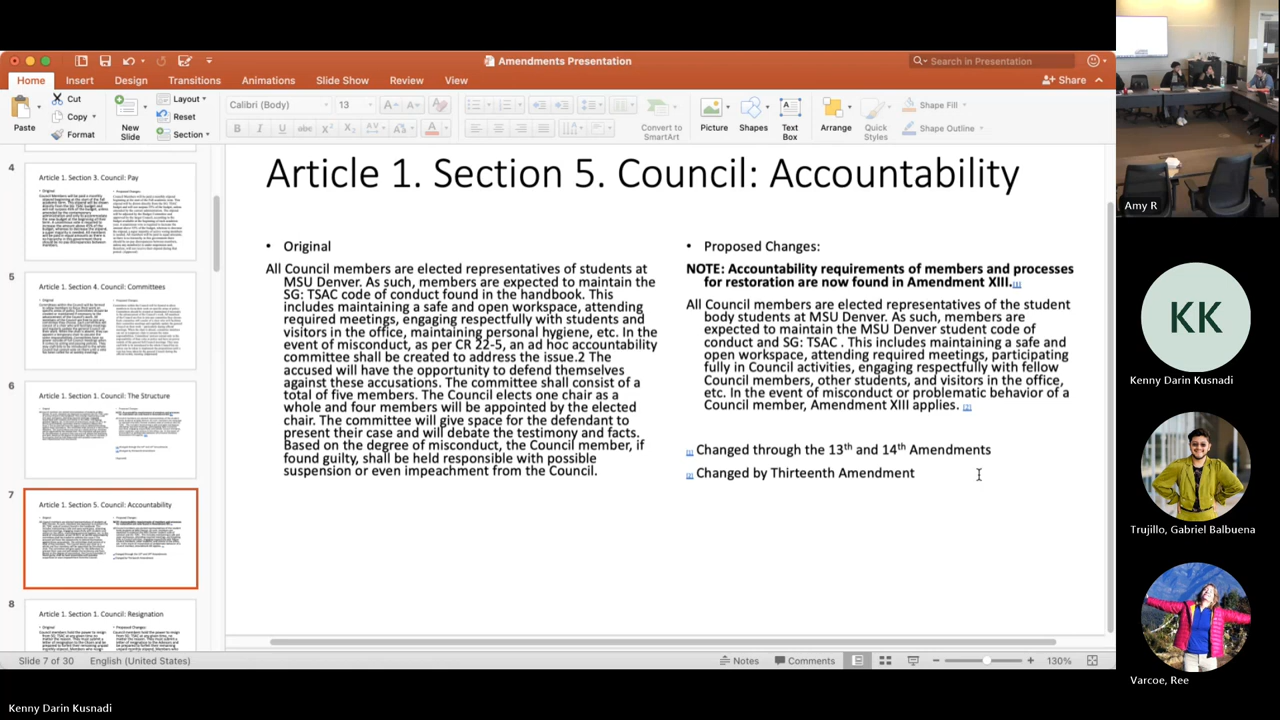 Amendments Presentation
Search in Presentation
Home Insert Design Transitions Animations Slide Show Review View
Share
Paste
Cut
Copy
Format
New Slide
Layout
Reset
Section
Calibri (Body) 13
Convert to SmartArt
Picture
Shapes
Text Box
Arrange
Quick Styles
Shape Fill
Shape Outline
4
Article 1. Section 3. Council: Pay
5
Article 1. Section 4. Council: Committees
6
Article 1. Section 1. Council: The Structure
7
Article 1. Section 5. Council: Accountability
8
Article 1. Section 1. Council: Resignation
Article 1. Section 5. Council: Accountability
• Original
All Council members are elected representatives of students at
MSU Denver. As such, members are expected to maintain the
SG: TSAC code of conduct found in the handbook. This
includes maintaining a safe and open workspace, attending
required meetings, engaging respectfully with students and
visitors in the office, maintaining personal hygiene, etc. In the
event of misconduct, as per CR 22-5, an ad hoc accountability
committee shall be created to address the issue.2 The
accused will have the opportunity to defend themselves
against these accusations. The committee shall consist of a
total of five members. The Council elects one chair as a
whole and four members will be appointed by the elected
chair. The committee will give space for the defendant to
present their case and will debate the testimony and facts.
Based on the degree of misconduct, the Council member, if
found guilty, shall be held responsible with possible
suspension or even impeachment from the Council.
• Proposed Changes:
NOTE: Accountability requirements of members and processes
for restoration are now found in Amendment XIII.[1]
All Council members are elected representatives of the student
body students at MSU Denver. As such, members are
expected to maintain the MSU Denver student code of
conduct and SG: TSAC . This includes maintaining a safe and
open workspace, attending required meetings, participating
fully in Council activities, engaging respectfully with fellow
Council members, other students, and visitors in the office,
etc. In the event of misconduct or problematic behavior of a
Council member, Amendment XIII applies. [2]
[1] Changed through the 13th and 14th Amendments
[2] Changed by Thirteenth Amendment
Slide 7 of 30 English (United States)
Notes Comments 130%
Amy R
KK
Kenny Darin Kusnadi
Trujillo, Gabriel Balbuena
Varcoe, Ree
Kenny Darin Kusnadi